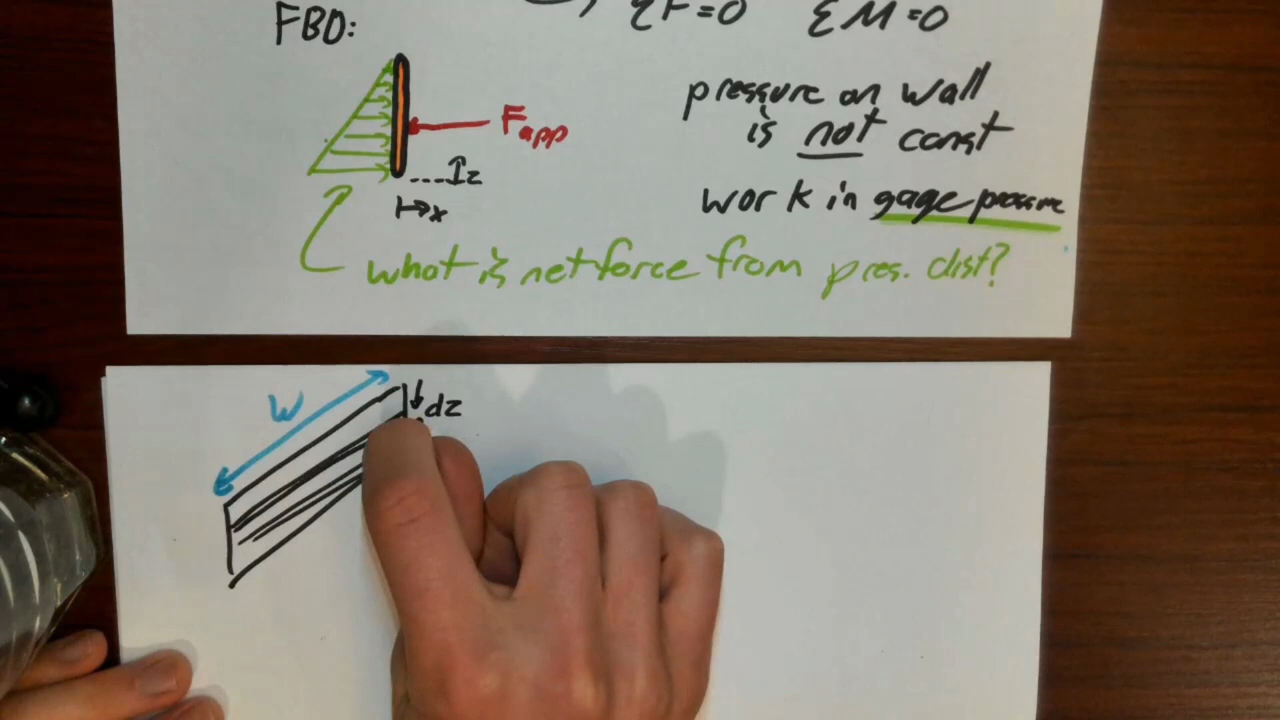 ΣF=0 ΣM=0
FBD:
pressure on wall
is not const
Fapp
z
x
work in gage pressure
what is net force from pres. dist?
W
dz